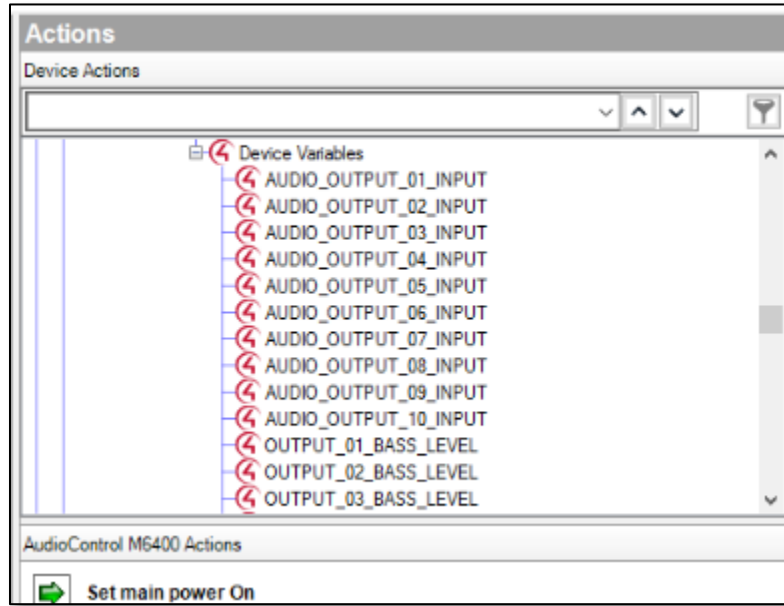 Actions
Device Actions
Device Variables
AUDIO_OUTPUT_01_INPUT
AUDIO_OUTPUT_02_INPUT
AUDIO_OUTPUT_03_INPUT
AUDIO_OUTPUT_04_INPUT
AUDIO_OUTPUT_05_INPUT
AUDIO_OUTPUT_06_INPUT
AUDIO_OUTPUT_07_INPUT
AUDIO_OUTPUT_08_INPUT
AUDIO_OUTPUT_09_INPUT
AUDIO_OUTPUT_10_INPUT
OUTPUT_01_BASS_LEVEL
OUTPUT_02_BASS_LEVEL
OUTPUT_03_BASS_LEVEL
AudioControl M6400 Actions
Set main power On